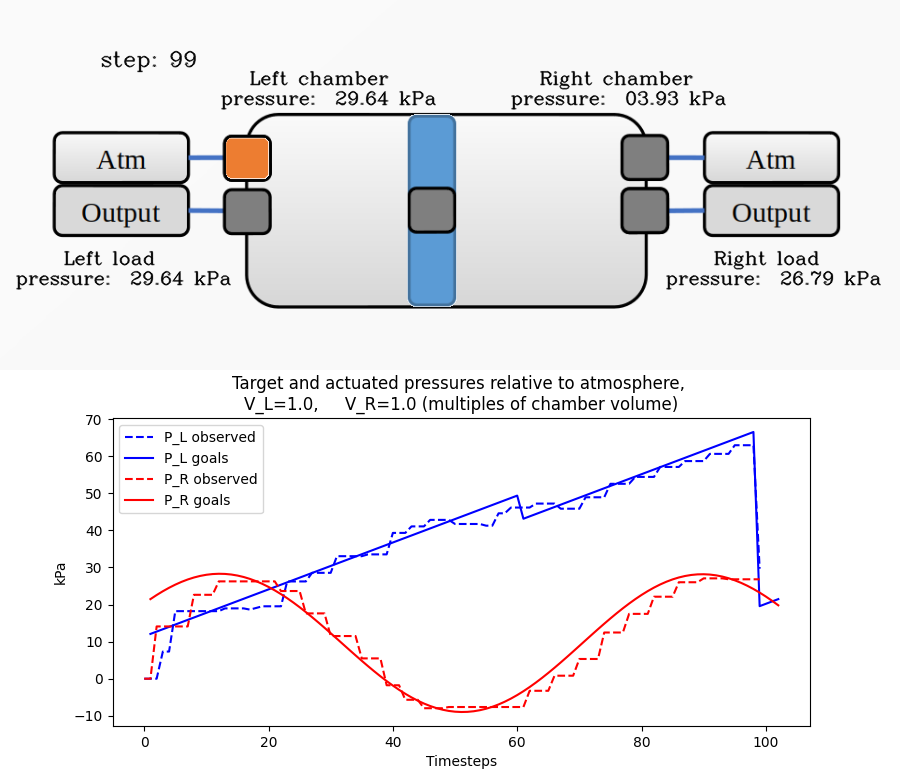 step: 99
Left chamber
pressure: 29.64 kPa
Right chamber
pressure: 03.93 kPa
Atm
Output
Atm
Output
Left load
pressure: 29.64 kPa
Right load
pressure: 26.79 kPa
Target and actuated pressures relative to atmosphere,
V_L=1.0, V_R=1.0 (multiples of chamber volume)
P_L observed
P_L goals
P_R observed
P_R goals
70
60
50
40
30
20
10
0
−10
kPa
0 20 40 60 80 100
Timesteps